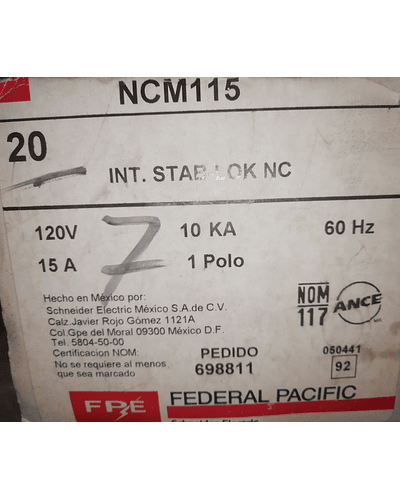 NCM115
20
INT. STAB-LOK NC
120V
10 KA
60 Hz
15 A
7
1 Polo
Hecho en México por:
Schneider Electric México S.A.de C.V.
Calz.Javier Rojo Gómez 1121A
Col.Gpe del Moral 09300 México D.F.
Tel. 5804-50-00
Certificacion NOM:
No se requiere al menos
que sea marcado
PEDIDO
698811
NOM
117
ANCE
050441
92
FPE
FEDERAL PACIFIC